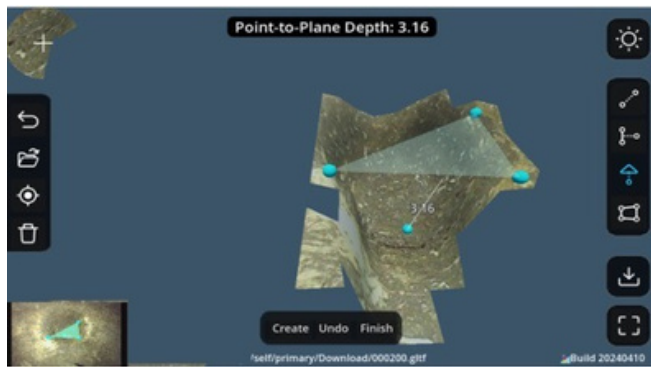 Point-to-Plane Depth: 3.16
3.16
Create Undo Finish
'self/primary/Download/000200.gltf
Build 20240410